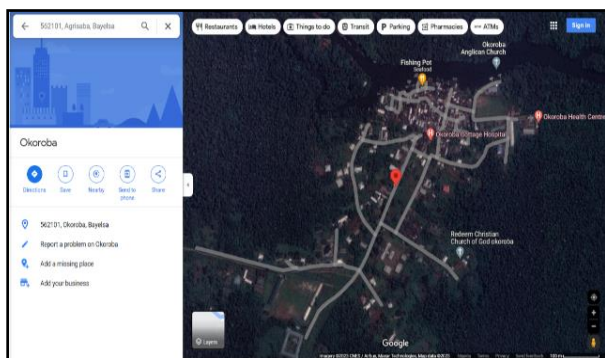 562101, Agrisaba, Bayelsa
Restaurants
Hotels
Things to do
Transit
Parking
Pharmacies
ATMs
Sign in
Okoroba
Anglican Church
Fishing Pot
Seafood
Okoroba Health Centre
Okoroba Cottage Hospital
Okoroba
Directions
Save
Nearby
Send to
phone
Share
562101, Okoroba, Bayelsa
Report a problem on Okoroba
Add a missing place
Add your business
Redeem Christian
Church of God okoroba
Layers
Google